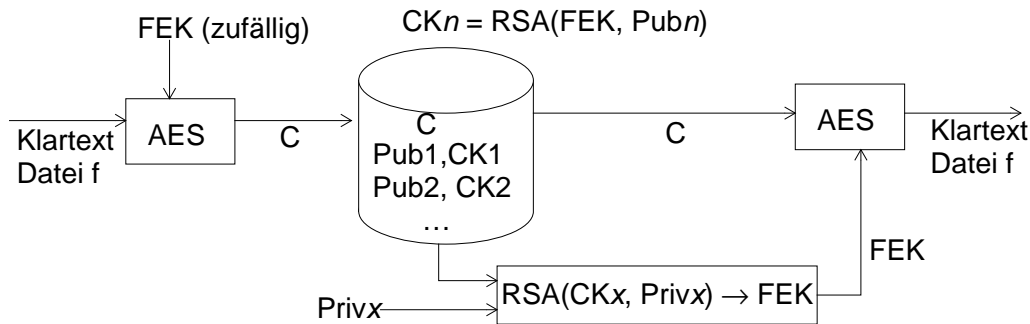 FEK (zufällig)
CKn = RSA(FEK, Pubn)
Klartext
Datei f
AES
C
C
Pub1,CK1
Pub2, CK2
…
C
AES
Klartext
Datei f
FEK
Privx
RSA(CKx, Privx) → FEK